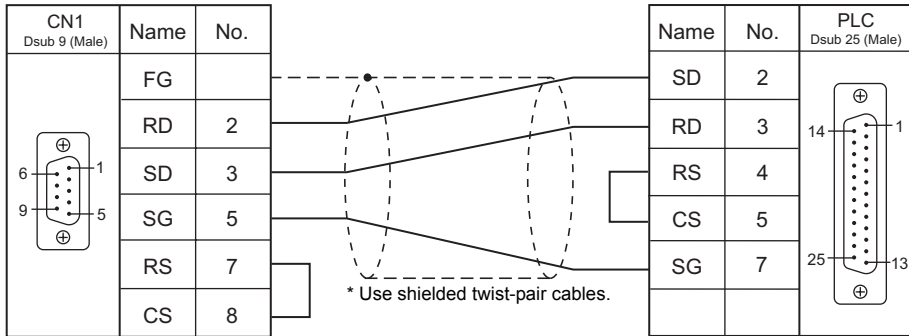 CN1
Dsub 9 (Male)
Name No.
FG
RD 2
SD 3
SG 5
RS 7
CS 8
1
6
9
5
* Use shielded twist-pair cables.
Name No.
SD 2
RD 3
RS 4
CS 5
SG 7
PLC
Dsub 25 (Male)
14
1
25
13